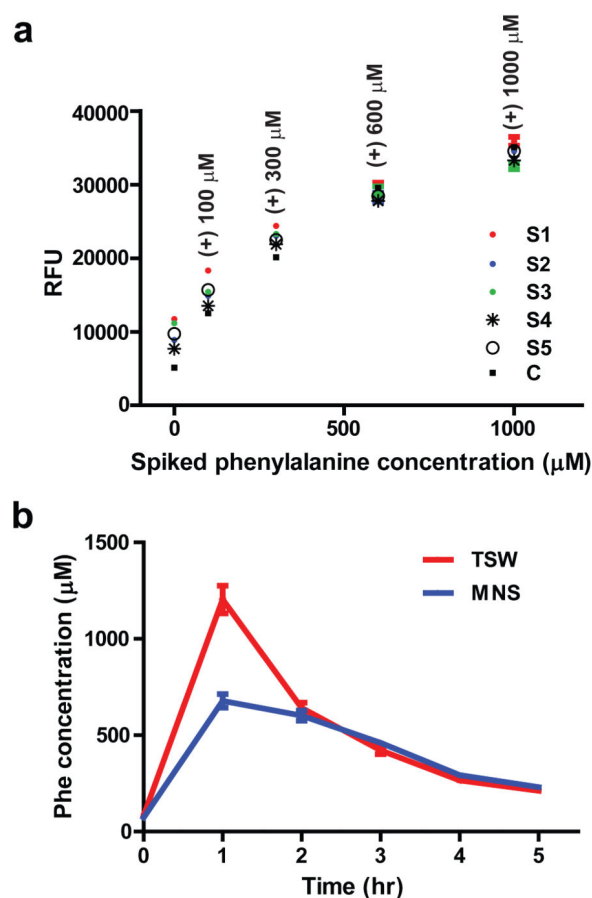 a
(+) 100 μM
(+) 300 μM
(+) 600 μM
(+) 1000 μM
40000
30000
20000
10000
0
RFU
S1
S2
S3
S4
S5
C
0
500
1000
Spiked phenylalanine concentration (μM)
b
1500
1000
500
0
Phe concentration (μM)
TSW
MNS
0
1
2
3
4
5
Time (hr)